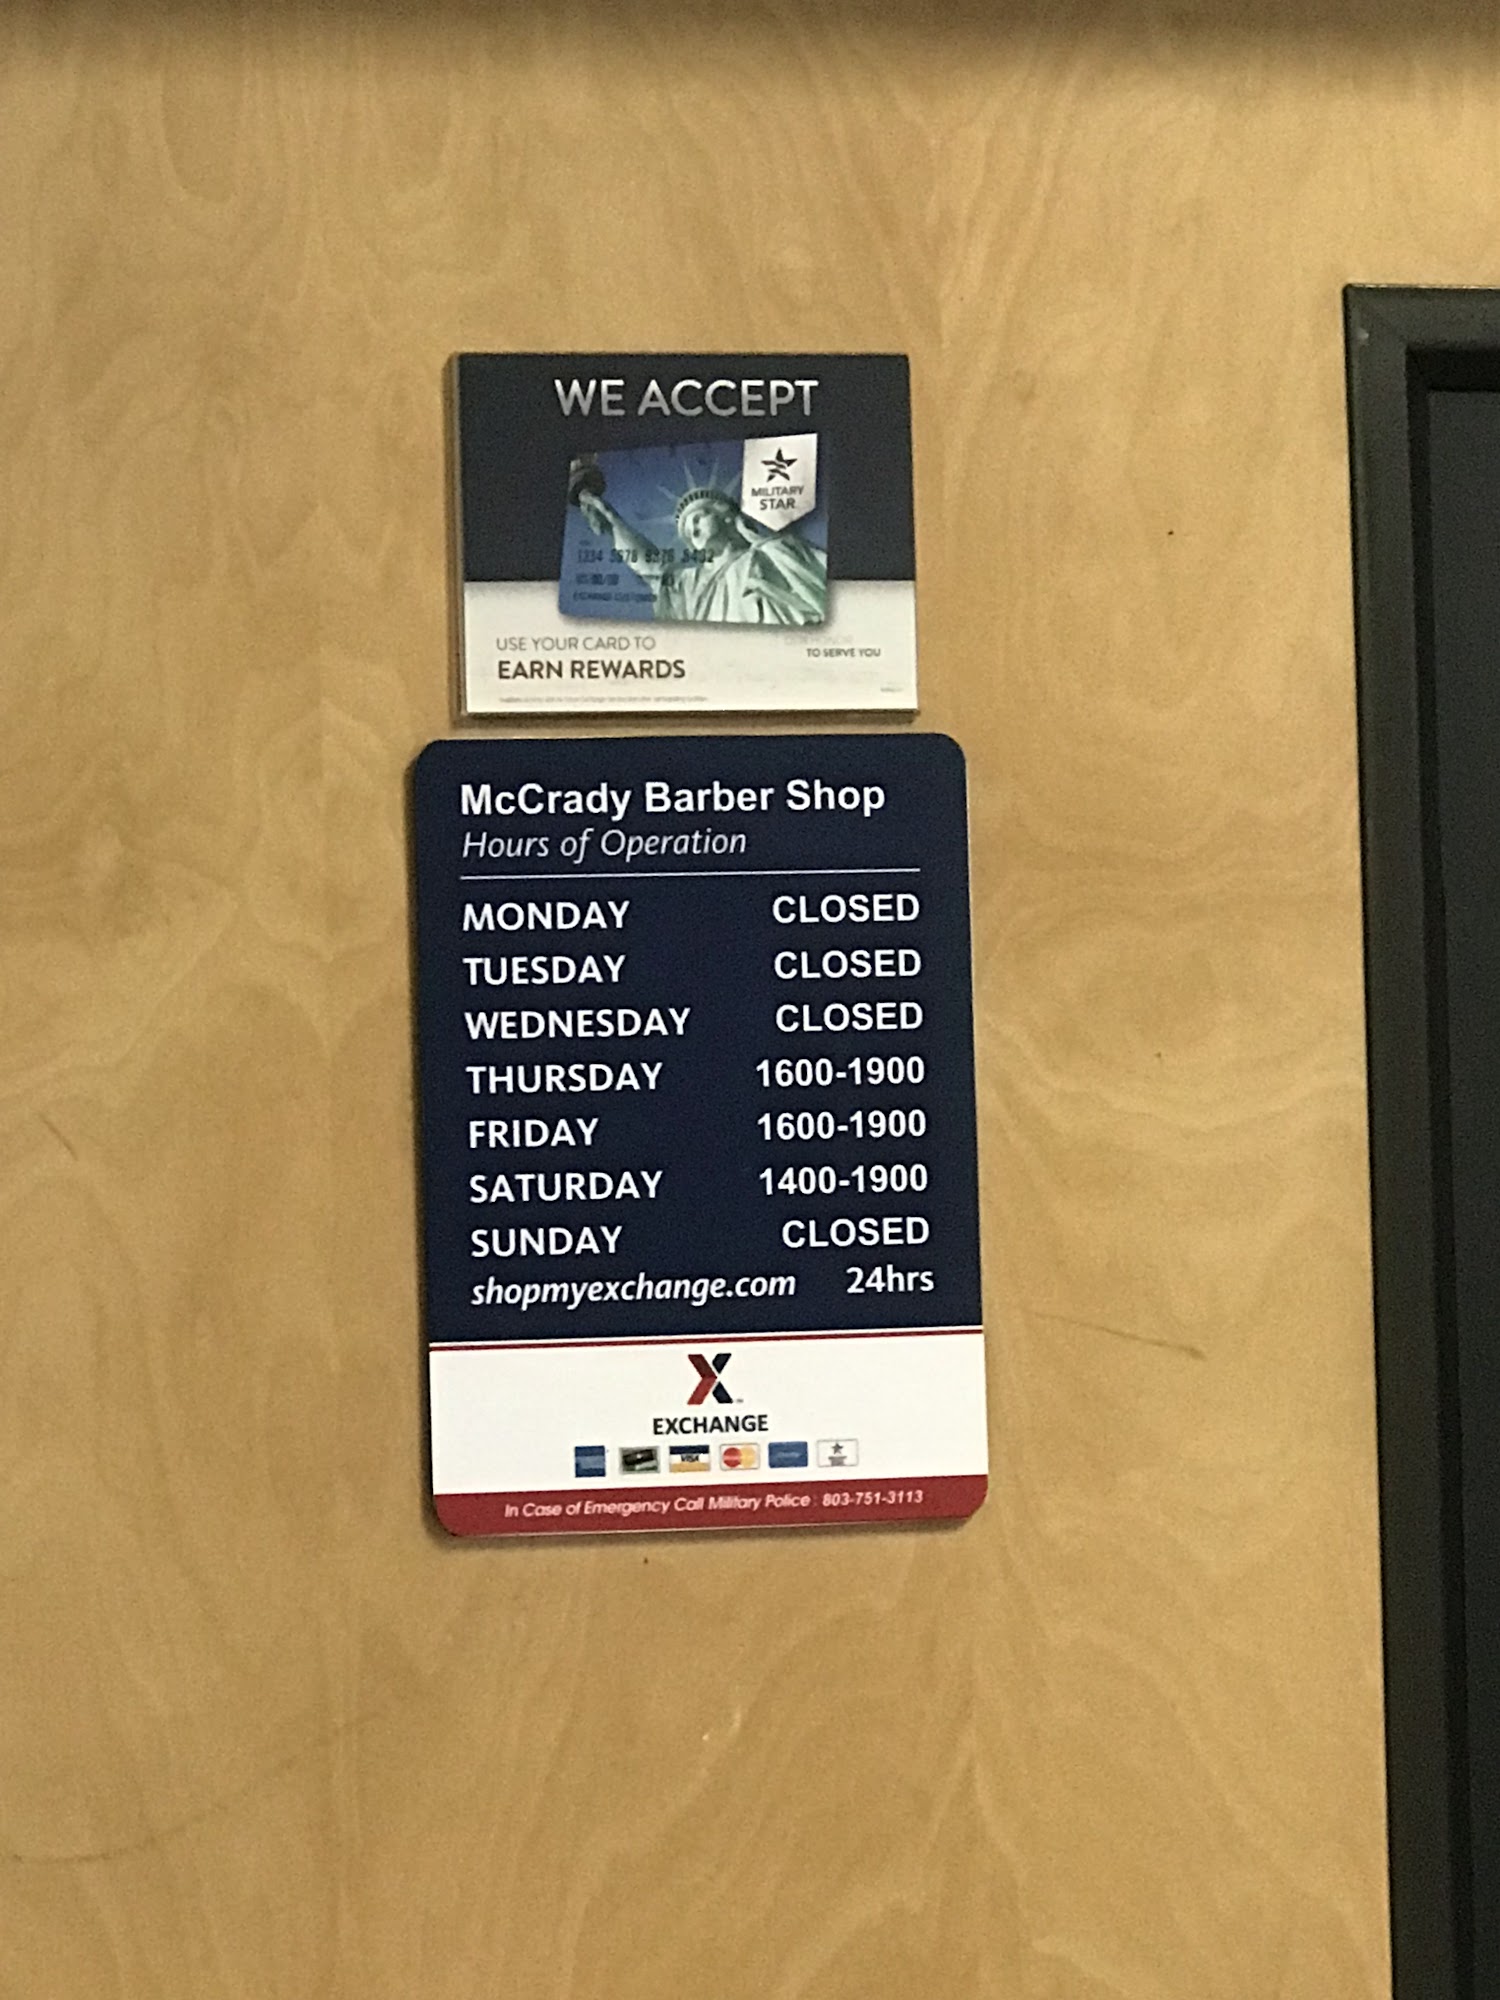 WE ACCEPT
MILITARY
STAR
USE YOUR CARD TO
EARN REWARDS
TO SERVE YOU
McCrady Barber Shop
Hours of Operation
MONDAY CLOSED
TUESDAY CLOSED
WEDNESDAY CLOSED
THURSDAY 1600-1900
FRIDAY 1600-1900
SATURDAY 1400-1900
SUNDAY CLOSED
shopmyexchange.com 24hrs
EXCHANGE
VISA
In Case of Emergency Call Military Police : 803-751-3113